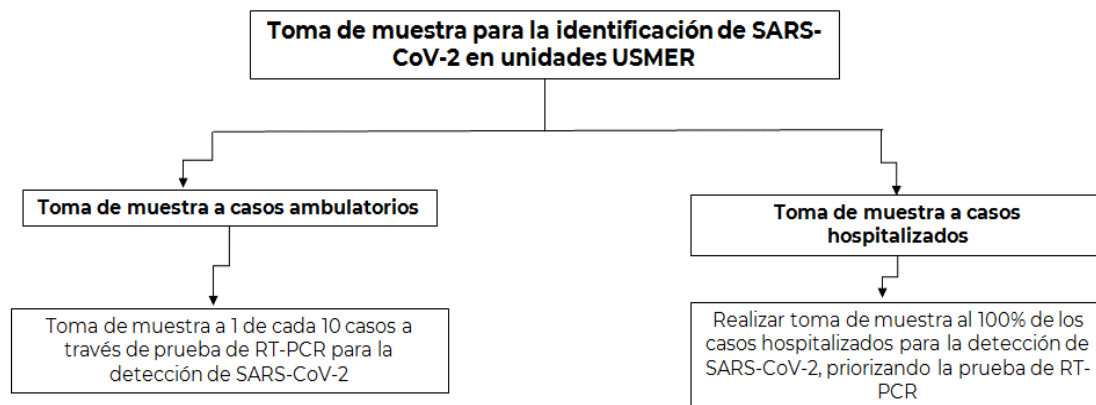 Toma de muestra para la identificación de SARS-
CoV-2 en unidades USMER
Toma de muestra a casos ambulatorios
Toma de muestra a casos
hospitalizados
Toma de muestra a 1 de cada 10 casos a
través de prueba de RT-PCR para la
detección de SARS-CoV-2
Realizar toma de muestra al 100% de los
casos hospitalizados para la detección de
SARS-CoV-2, priorizando la prueba de RT-
PCR